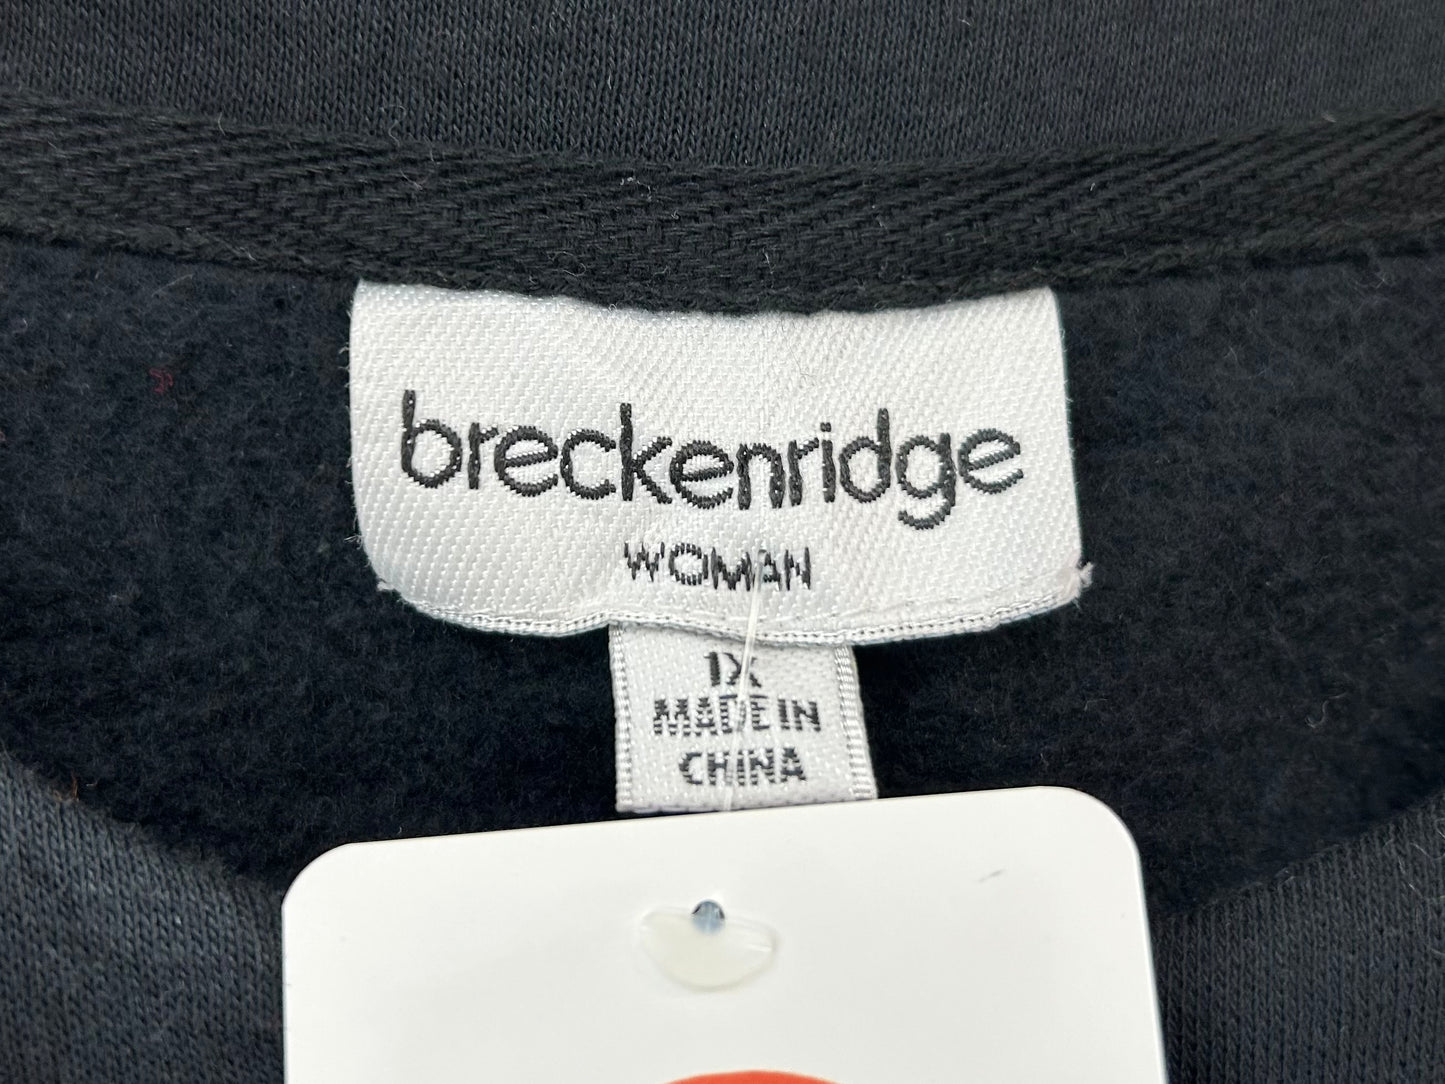 breckenridge
WOMAN
1X
MADE IN
CHINA